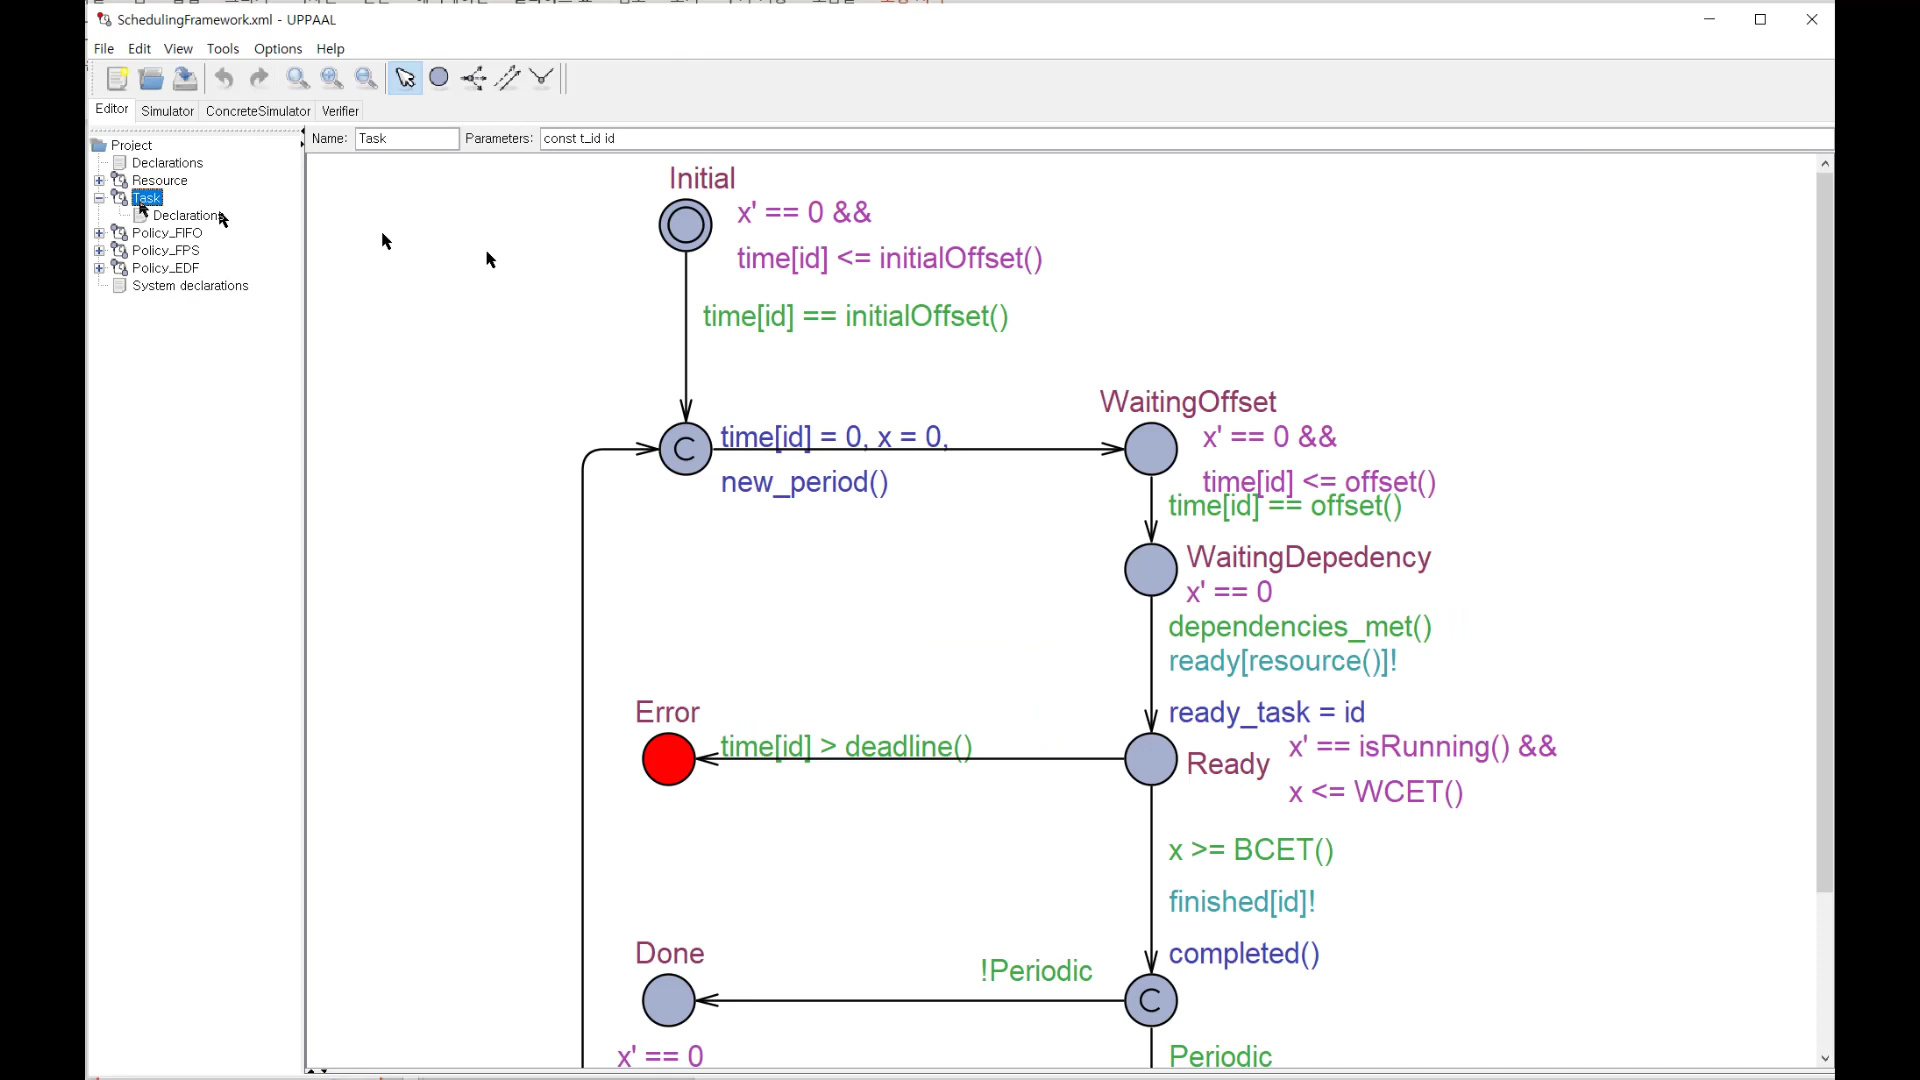 SchedulingFramework.xml - UPPAAL
File Edit View Tools Options Help
Editor Simulator ConcreteSimulator Verifier
Name: Task Parameters: const t_id id
Project
Declarations
Resource
Task
Declarations
Policy_FIFO
Policy_FPS
Policy_EDF
System declarations
Initial
x' == 0 &&
time[id] <= initialOffset()
time[id] == initialOffset()
WaitingOffset
C
time[id] = 0, x = 0,
new_period()
x' == 0 &&
time[id] <= offset()
time[id] == offset()
WaitingDepedency
x' == 0
dependencies_met()
ready[resource()]!
ready_task = id
Error
time[id] > deadline()
Ready
x' == isRunning() &&
x <= WCET()
x >= BCET()
finished[id]!
completed()
Done
!Periodic
C
x' == 0
Periodic